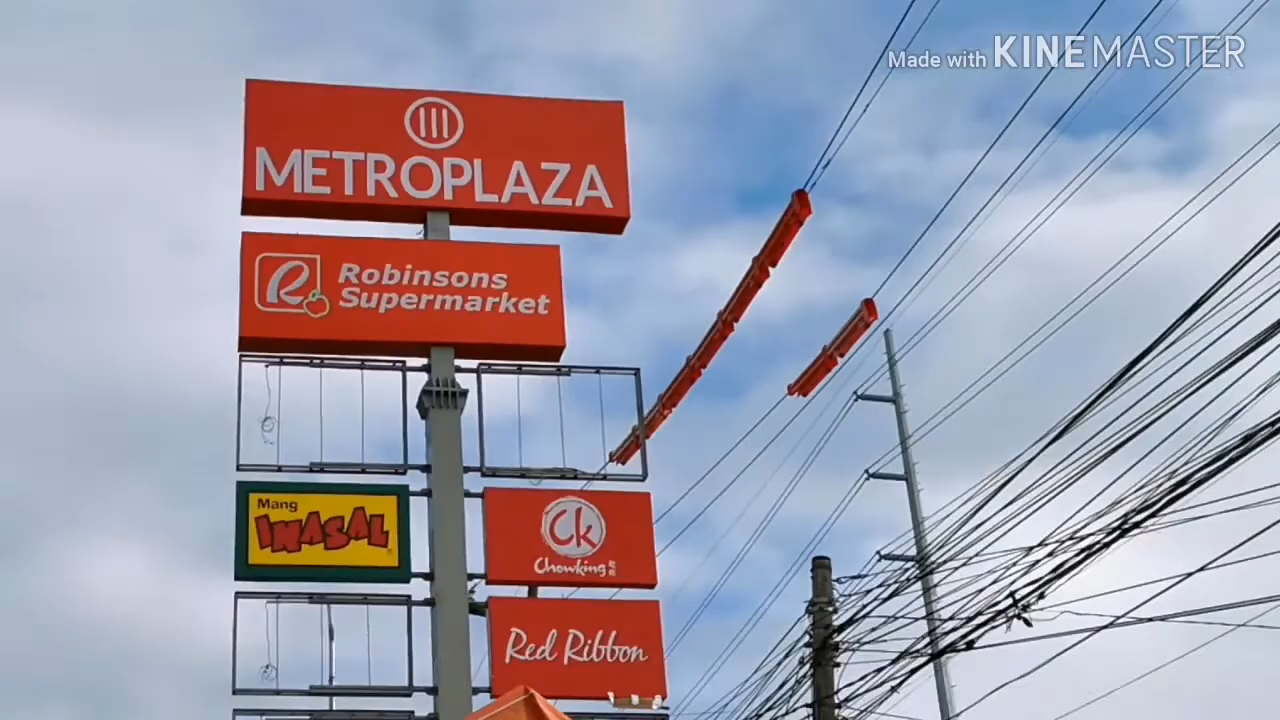 Made with KINEMASTER
METROPLAZA
Robinsons
Supermarket
Mang
INASAL
Ck
Chowking
Red Ribbon